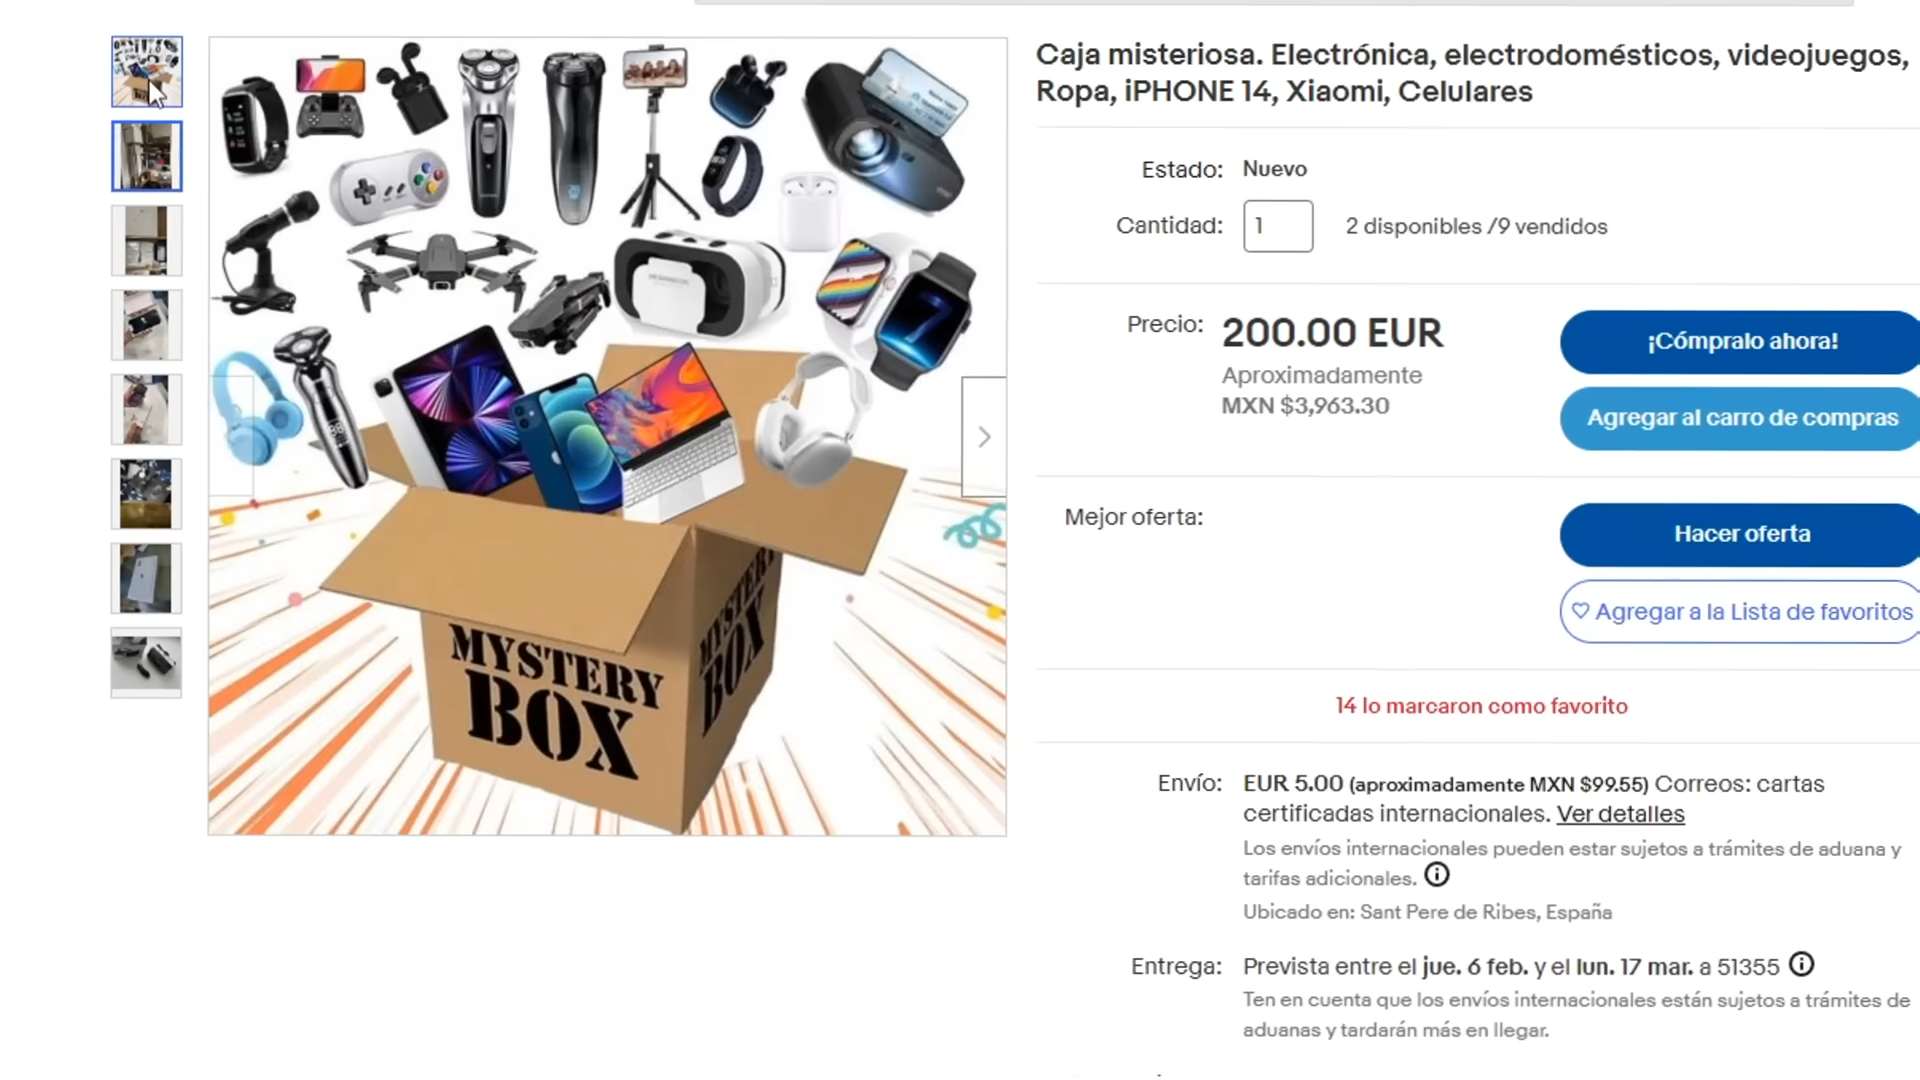 Caja misteriosa. Electrónica, electrodomésticos, videojuegos,
Ropa, iPHONE 14, Xiaomi, Celulares
Estado: Nuevo
Cantidad: 1 2 disponibles /9 vendidos
Precio: 200.00 EUR
Aproximadamente
MXN $3,963.30
¡Cómpralo ahora!
Agregar al carro de compras
Mejor oferta:
Hacer oferta
Agregar a la Lista de favoritos
14 lo marcaron como favorito
Envío: EUR 5.00 (aproximadamente MXN $99.55) Correos: cartas
certificadas internacionales. Ver detalles
Los envíos internacionales pueden estar sujetos a trámites de aduana y
tarifas adicionales.
Ubicado en: Sant Pere de Ribes, España
Entrega: Prevista entre el jue. 6 feb. y el lun. 17 mar. a 51355
Ten en cuenta que los envíos internacionales están sujetos a trámites de
aduanas y tardarán más en llegar.
MYSTERY
BOX
MYSTERY
BOX
7